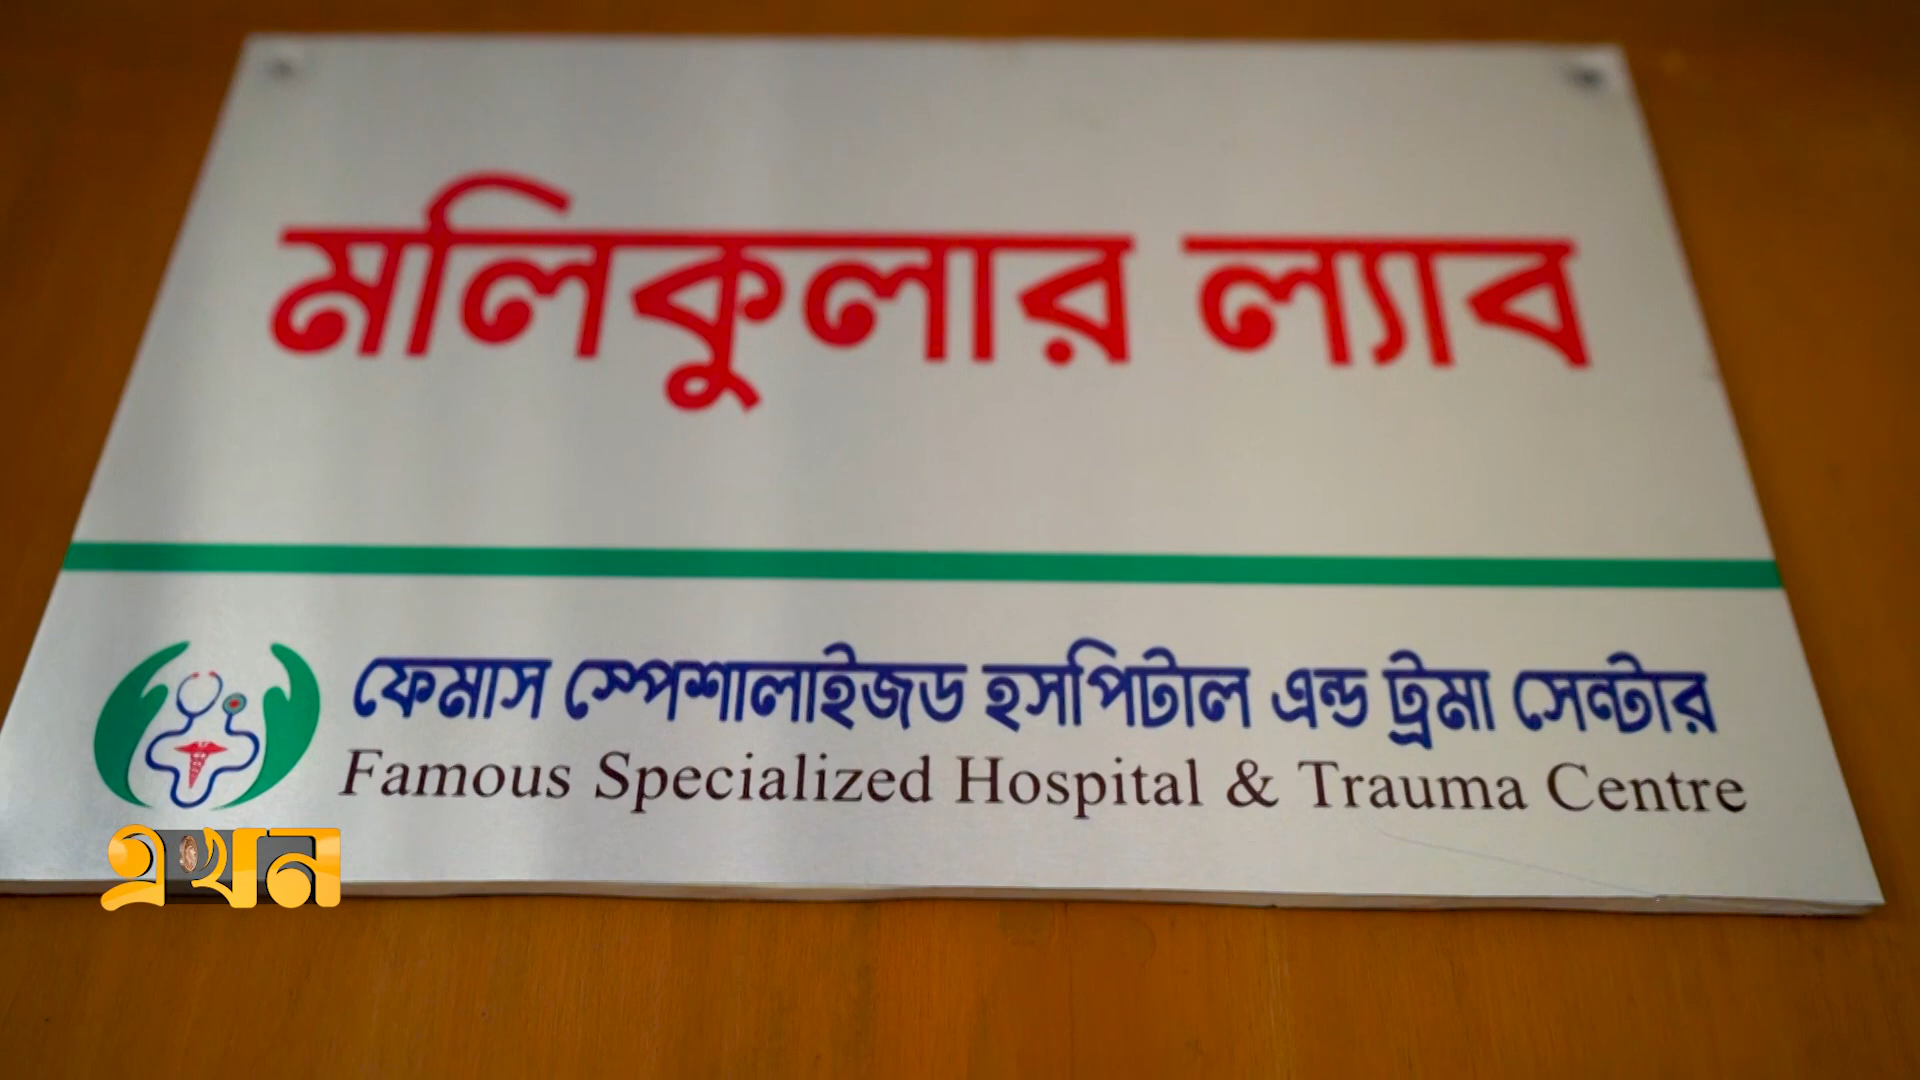 মলিকুলার ল্যাব
ফেমাস স্পেশালাইজড হসপিটাল এন্ড ট্রমা সেন্টার
Famous Specialized Hospital & Trauma Centre
এখন